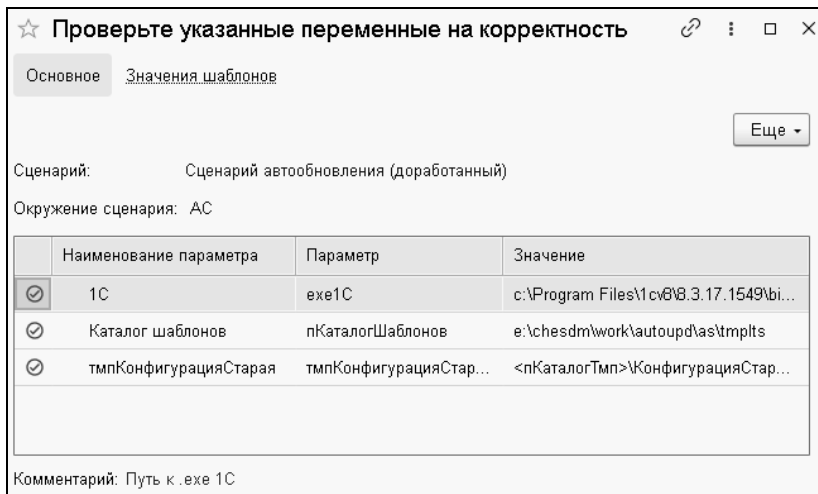 Проверьте указанные переменные на корректность
Основное Значения шаблонов
Еще
Сценарий: Сценарий автообновления (доработанный)
Окружение сценария: АС
Наименование параметра Параметр Значение
1С exe1C c:\Program Files\1cv8\8.3.17.1549\bi...
Каталог шаблонов пКаталогШаблонов e:\chesdm\work\autoupd\as\tmplts
тмпКонфигурацияСтарая тмпКонфигурацияСтар... <пКаталогТмп>\КонфигурацияСтар...
Комментарий: Путь к .exe 1С